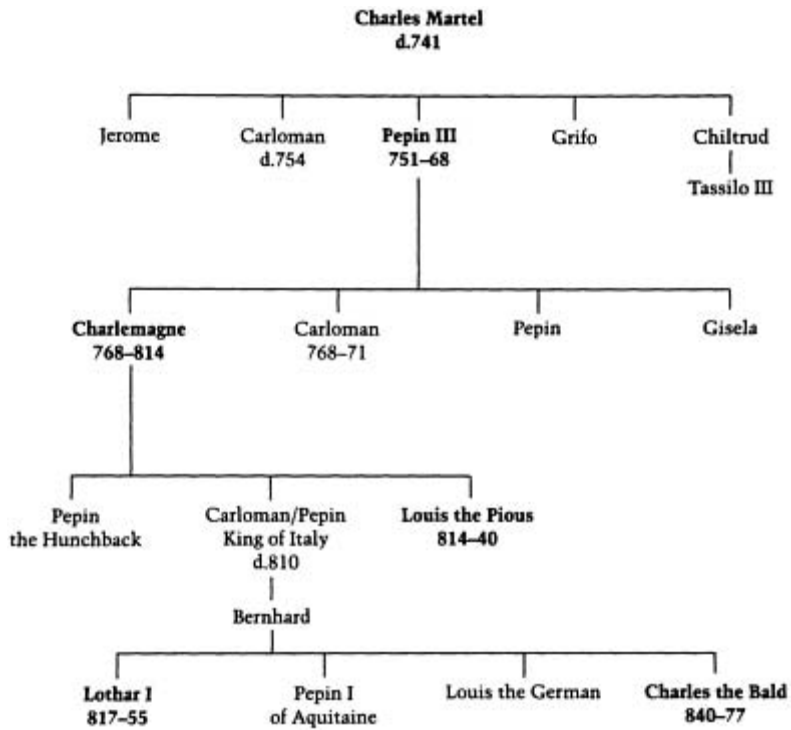 Charles Martel
d.741
Jerome
Carloman
d.754
Pepin III
751–68
Grifo
Chiltrud
Tassilo III
Charlemagne
768–814
Carloman
768–71
Pepin
Gisela
Pepin
the Hunchback
Carloman/Pepin
King of Italy
d.810
Louis the Pious
814–40
Bernhard
Lothar I
817–55
Pepin I
of Aquitaine
Louis the German
Charles the Bald
840–77